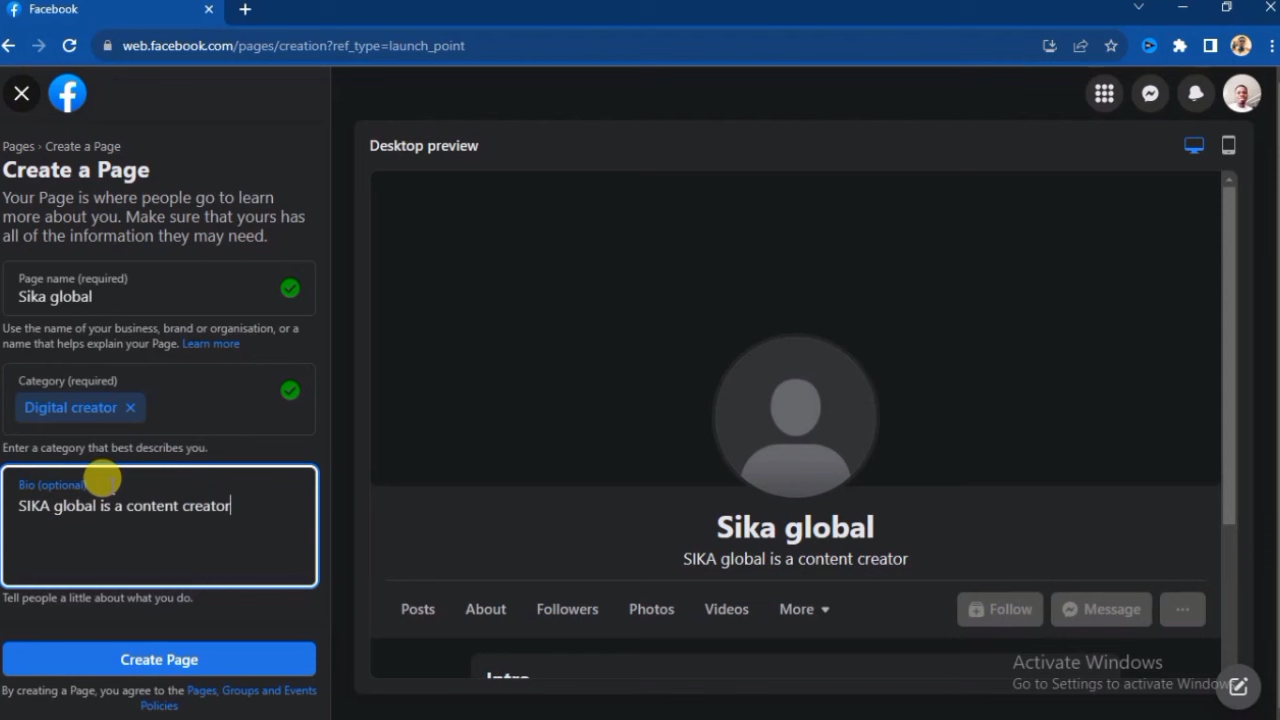 Facebook
web.facebook.com/pages/creation?ref_type=launch_point
Pages › Create a Page
Create a Page
Your Page is where people go to learn
more about you. Make sure that yours has
all of the information they may need.
Page name (required)
Sika global
Use the name of your business, brand or organisation, or a
name that helps explain your Page. Learn more
Category (required)
Digital creator
Enter a category that best describes you.
Bio (optional)
SIKA global is a content creator
Tell people a little about what you do.
Create Page
By creating a Page, you agree to the Pages, Groups and Events
Policies
Desktop preview
Sika global
SIKA global is a content creator
Posts About Followers Photos Videos More Follow Message
Intro
Activate Windows
Go to Settings to activate Windows